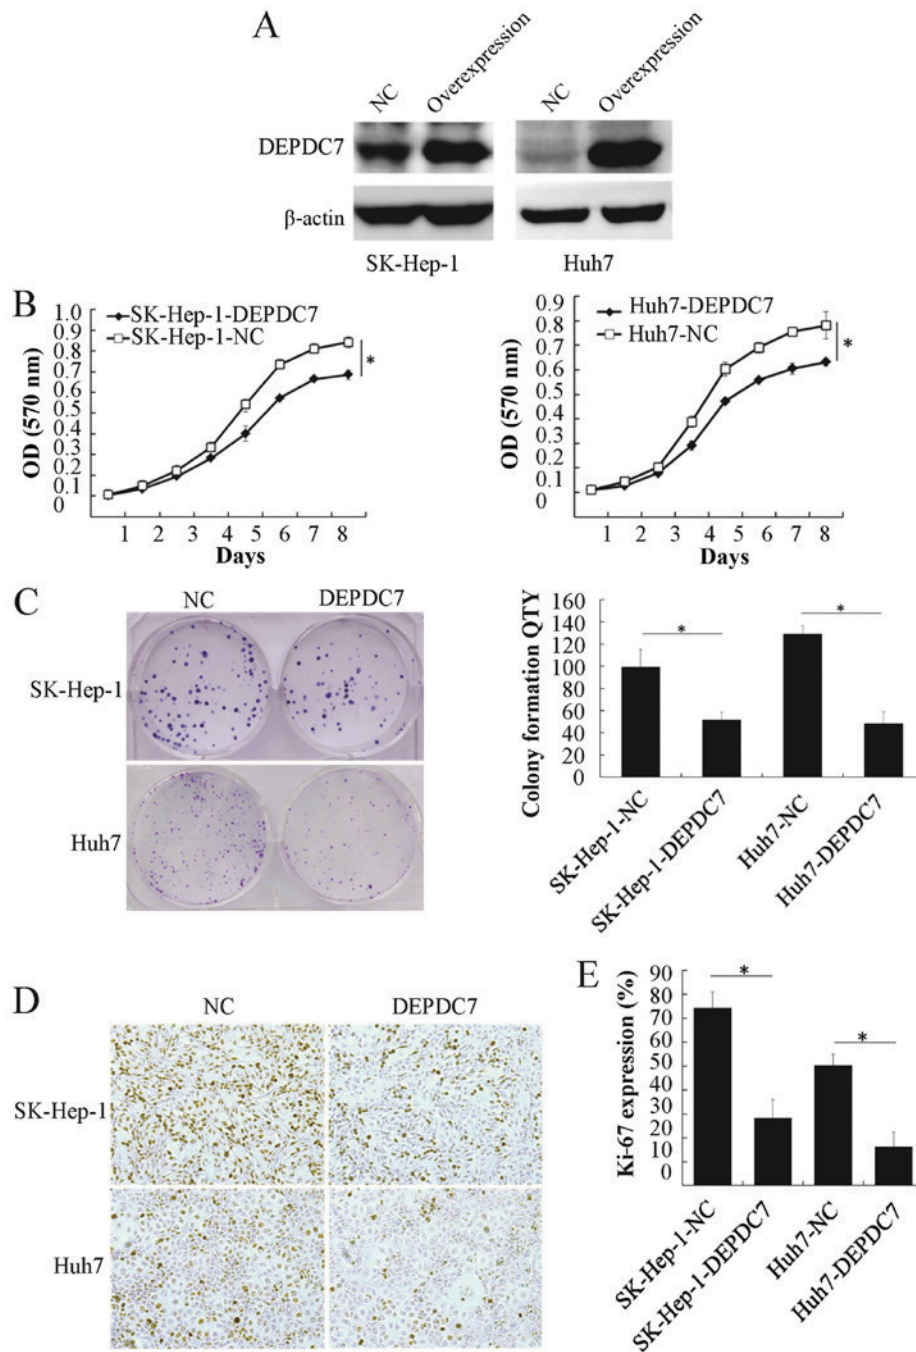 A
NC
Overexpression
NC
Overexpression
DEPDC7
β-actin
SK-Hep-1
Huh7
B
OD (570 nm)
1.0
0.9
0.8
0.7
0.6
0.5
0.4
0.3
0.2
0.1
0
SK-Hep-1-DEPDC7
SK-Hep-1-NC
*
1 2 3 4 5 6 7 8
Days
OD (570 nm)
0.9
0.8
0.7
0.6
0.5
0.4
0.3
0.2
0.1
0
Huh7-DEPDC7
Huh7-NC
*
1 2 3 4 5 6 7 8
Days
C
NC
DEPDC7
SK-Hep-1
Huh7
Colony formation QTY
160
140
120
100
80
60
40
20
0
*
*
SK-Hep-1-NC
SK-Hep-1-DEPDC7
Huh7-NC
Huh7-DEPDC7
D
NC
DEPDC7
SK-Hep-1
Huh7
E
Ki-67 expression (%)
90
80
70
60
50
40
30
20
10
0
*
*
SK-Hep-1-NC
SK-Hep-1-DEPDC7
Huh7-NC
Huh7-DEPDC7